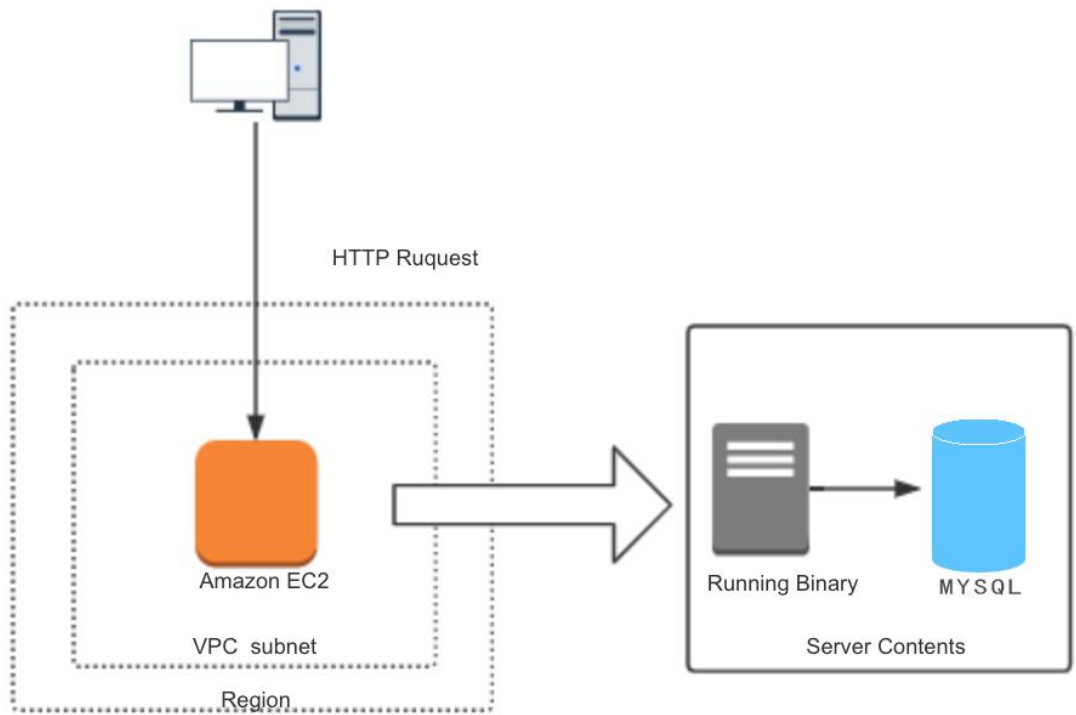 HTTP Ruquest
Amazon EC2
VPC subnet
Region
Running Binary
MYSQL
Server Contents